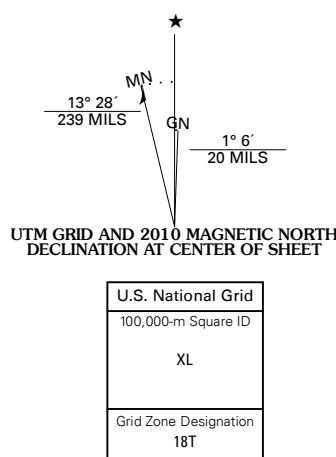 ★
MN
GN
13° 28´
239 MILS
1° 6´
20 MILS
UTM GRID AND 2010 MAGNETIC NORTH
DECLINATION AT CENTER OF SHEET
U.S. National Grid
100,000-m Square ID
XL
Grid Zone Designation
18T